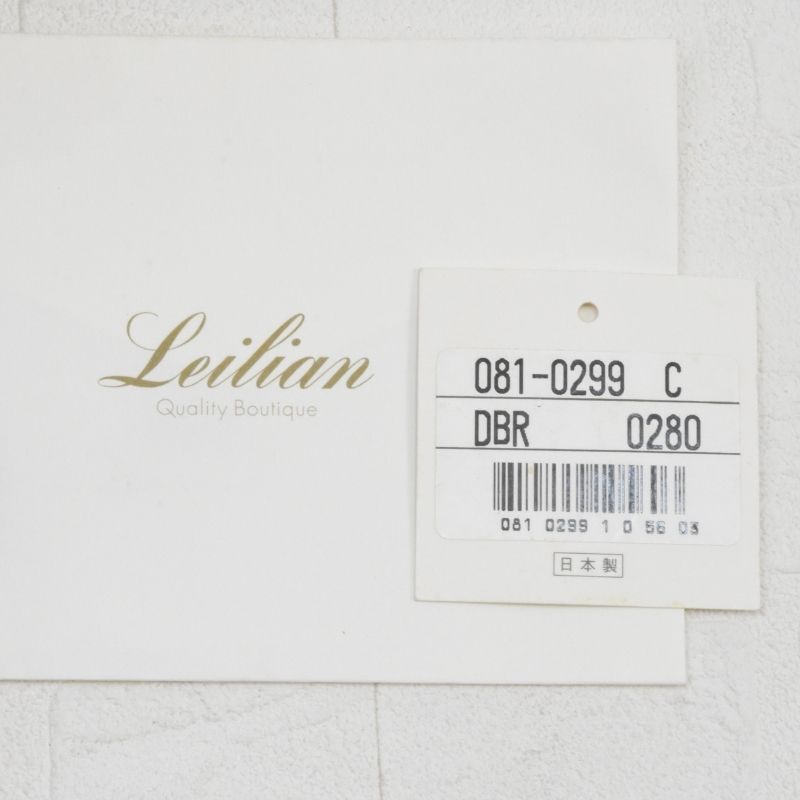 Leilian
Quality Boutique
081-0299 C
DBR 0280
081 0299 1 0 56 03
日本製